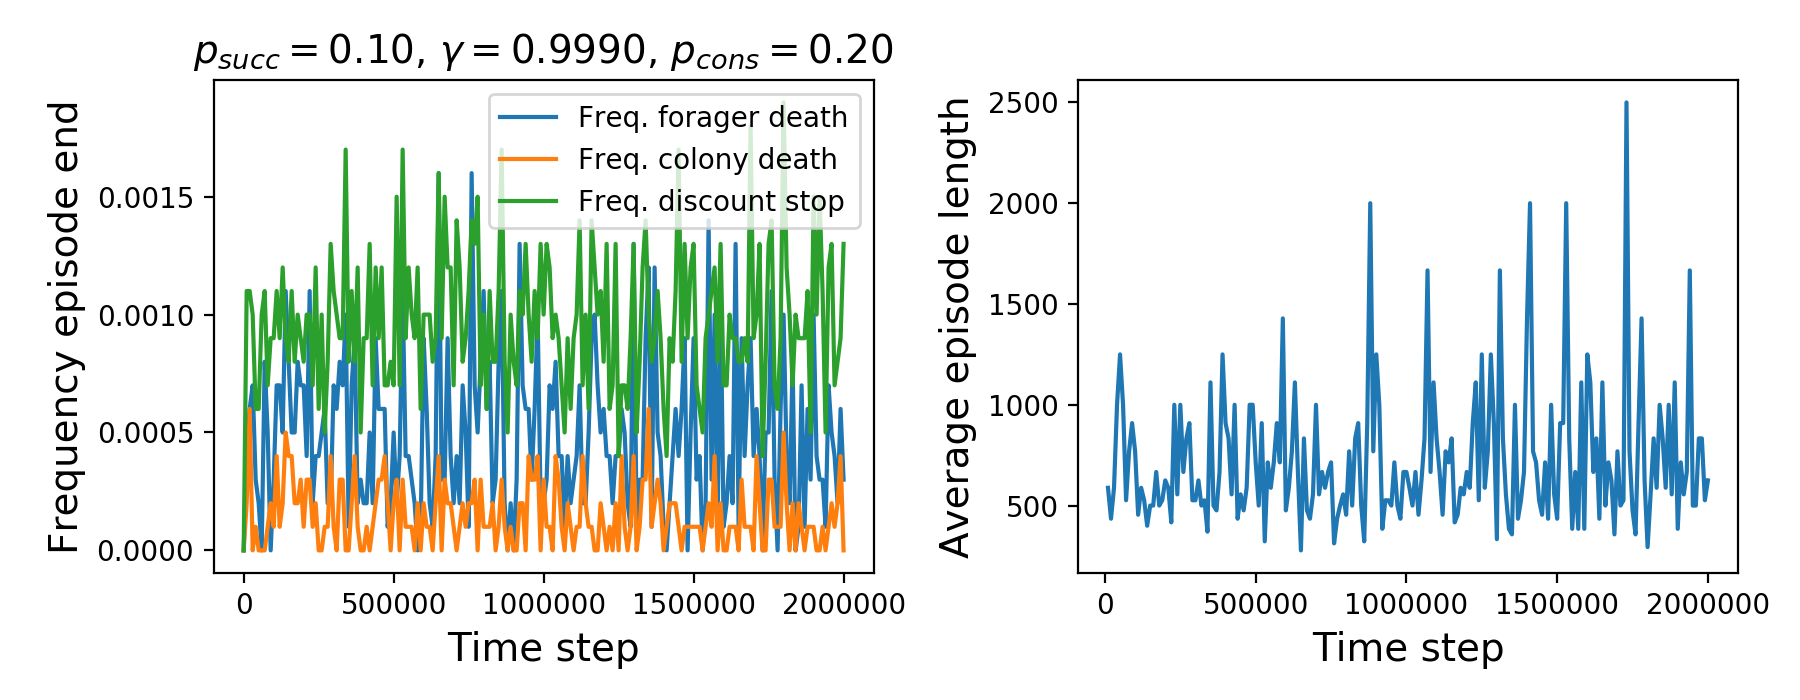 p_succ = 0.10, γ = 0.9990, p_cons = 0.20
Frequency episode end
0.0015
0.0010
0.0005
0.0000
Freq. forager death
Freq. colony death
Freq. discount stop
0 500000 1000000 1500000 2000000
Time step
Average episode length
2500
2000
1500
1000
500
0 500000 1000000 1500000 2000000
Time step